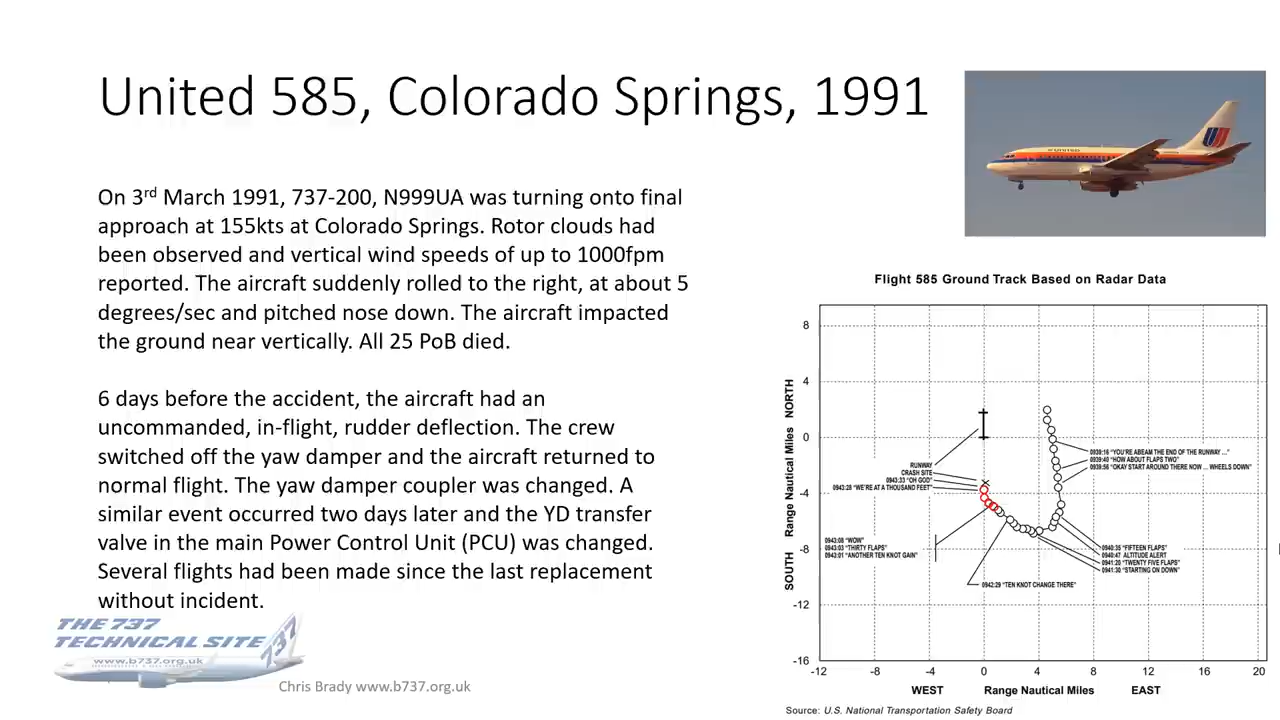 United 585, Colorado Springs, 1991
On 3rd March 1991, 737-200, N999UA was turning onto final
approach at 155kts at Colorado Springs. Rotor clouds had
been observed and vertical wind speeds of up to 1000fpm
reported. The aircraft suddenly rolled to the right, at about 5
degrees/sec and pitched nose down. The aircraft impacted
the ground near vertically. All 25 PoB died.
6 days before the accident, the aircraft had an
uncommanded, in-flight, rudder deflection. The crew
switched off the yaw damper and the aircraft returned to
normal flight. The yaw damper coupler was changed. A
similar event occurred two days later and the YD transfer
valve in the main Power Control Unit (PCU) was changed.
Several flights had been made since the last replacement
without incident.
THE 737
TECHNICAL SITE
737
www.b737.org.uk
Chris Brady www.b737.org.uk
UNITED
Flight 585 Ground Track Based on Radar Data
8
4
0
-4
-8
-12
-16
SOUTH Range Nautical Miles NORTH
RUNWAY
CRASH SITE
0943:33 "OH GOD"
0943:28 "WE'RE AT A THOUSAND FEET"
0939:16 "YOU'RE ABEAM THE END OF THE RUNWAY ..."
0939:40 "HOW ABOUT FLAPS TWO"
0939:56 "OKAY START AROUND THERE NOW ... WHEELS DOWN"
0943:08 "WOW"
0943:03 "THIRTY FLAPS"
0943:01 "ANOTHER TEN KNOT GAIN"
0940:35 "FIFTEEN FLAPS"
0940:47 ALTITUDE ALERT
0941:20 "TWENTY FIVE FLAPS"
0941:30 "STARTING ON DOWN"
0942:29 "TEN KNOT CHANGE THERE"
-12 -8 -4 0 4 8 12 16 20
WEST Range Nautical Miles EAST
Source: U.S. National Transportation Safety Board